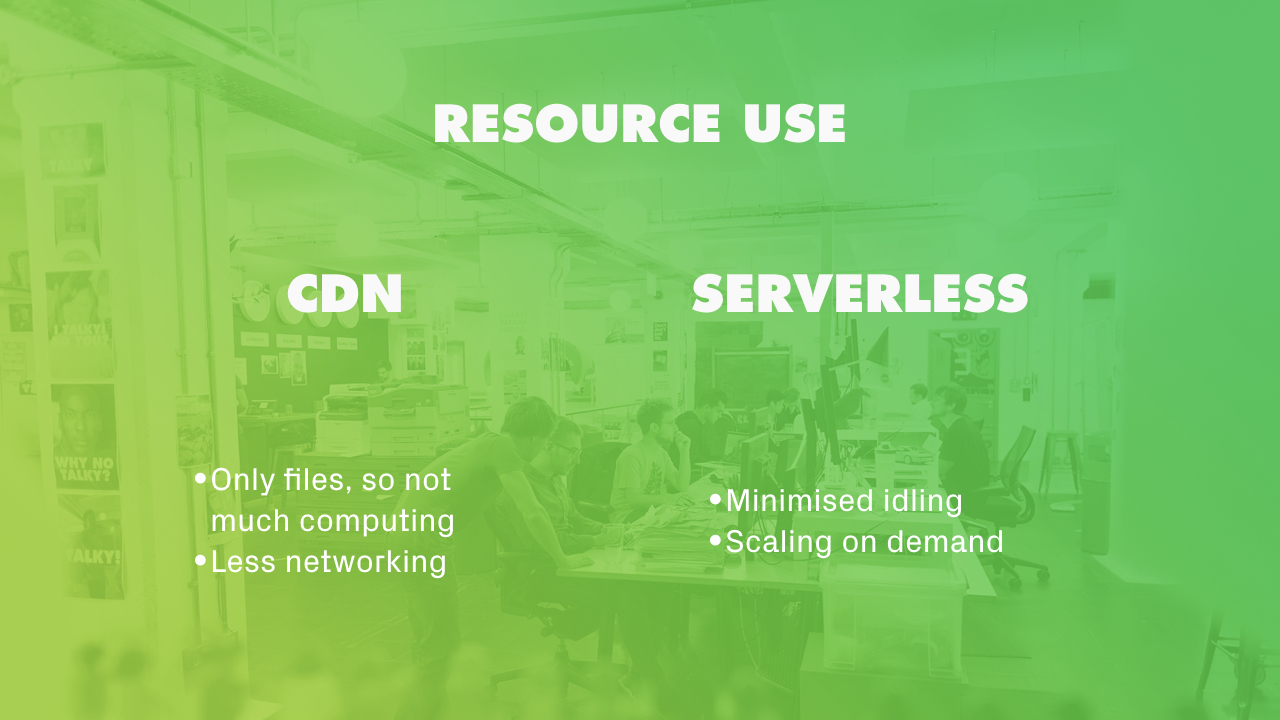 RESOURCE USE
CDN
•Only files, so not
much computing
•Less networking
SERVERLESS
•Minimised idling
•Scaling on demand
TALKY
I TALKY!
WHY NO
TALKY?
TALKY!